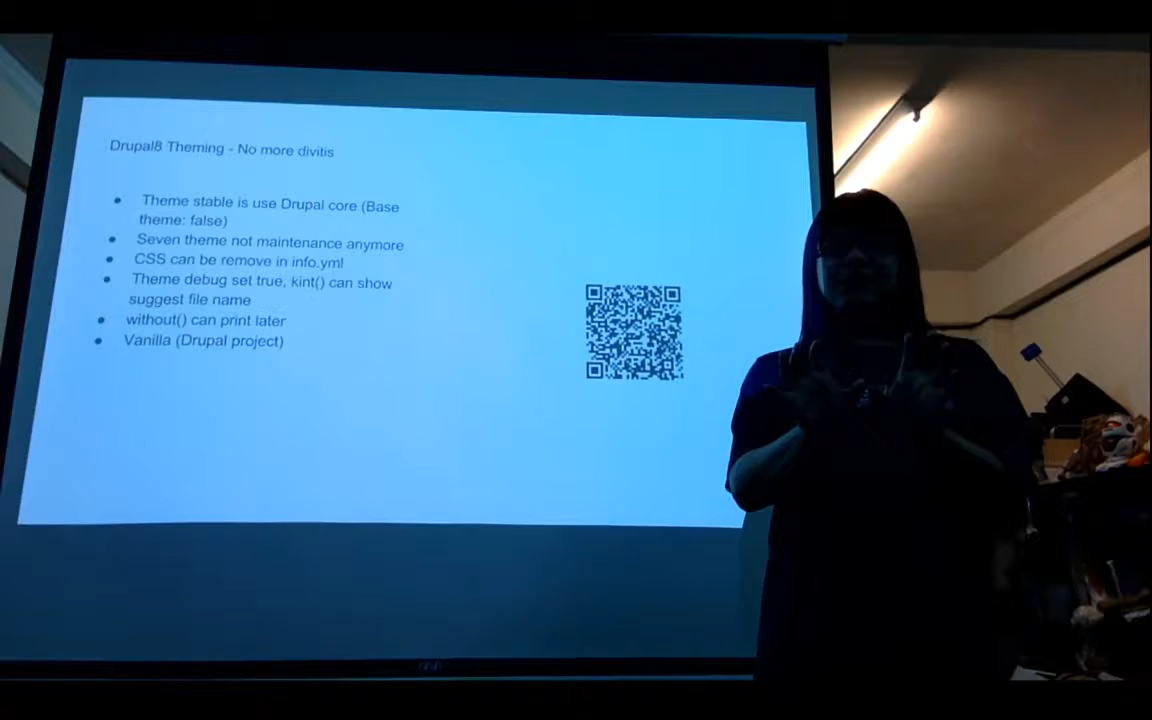 Drupal8 Theming - No more divitis
● Theme stable is use Drupal core (Base
theme: false)
● Seven theme not maintenance anymore
● CSS can be remove in info.yml
● Theme debug set true, kint() can show
suggest file name
● without() can print later
● Vanilla (Drupal project)